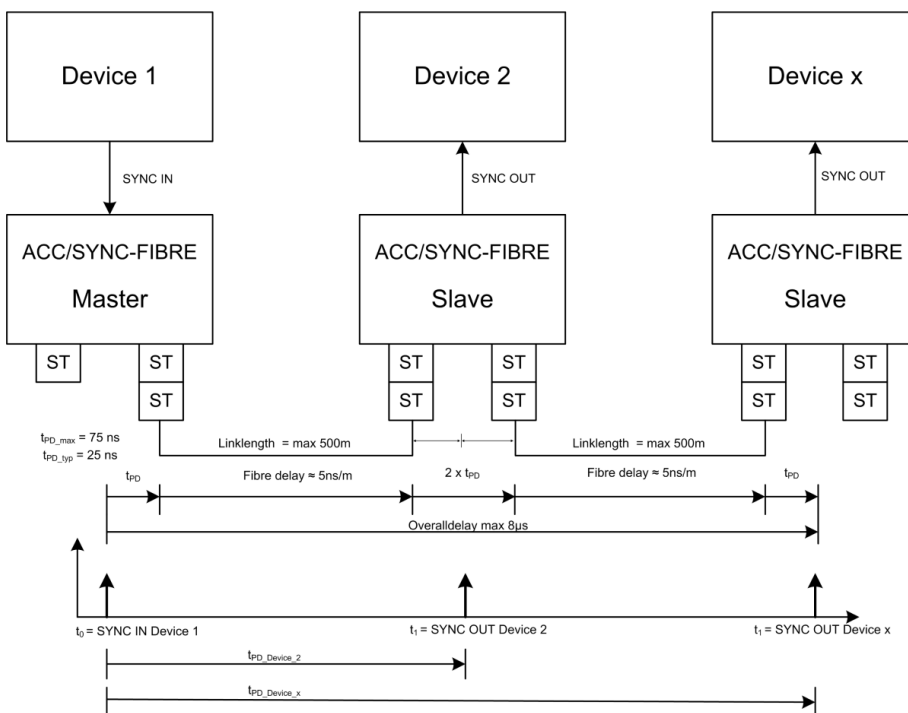 Device 1
Device 2
Device x
SYNC IN
SYNC OUT
SYNC OUT
ACC/SYNC-FIBRE
Master
ACC/SYNC-FIBRE
Slave
ACC/SYNC-FIBRE
Slave
ST
ST
ST
ST
ST
ST
ST
ST
ST
ST
tPD_max = 75 ns
tPD_typ = 25 ns
Linklength = max 500m
Linklength = max 500m
tPD
Fibre delay ≈ 5ns/m
2 x tPD
Fibre delay ≈ 5ns/m
tPD
Overalldelay max 8µs
t0 = SYNC IN Device 1
t1 = SYNC OUT Device 2
t1 = SYNC OUT Device x
tPD_Device_2
tPD_Device_x